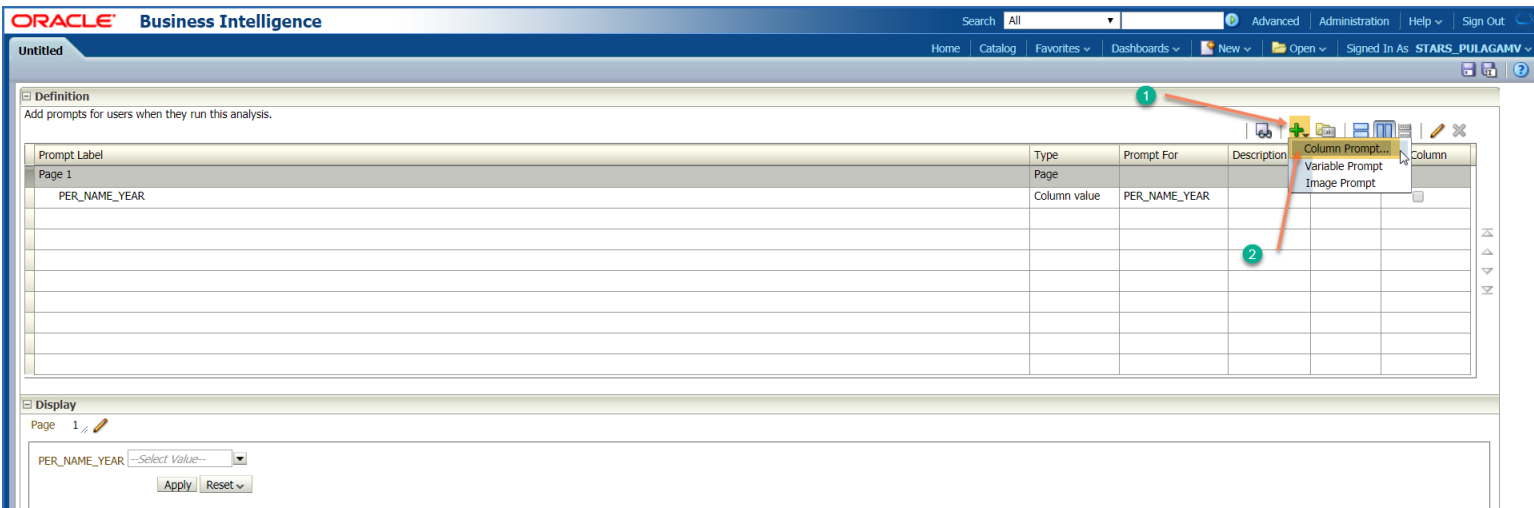 ORACLE Business Intelligence Search All Advanced Administration Help Sign Out
Untitled Home Catalog Favorites Dashboards New Open Signed In As STARS_PULAGAMV
Definition
Add prompts for users when they run this analysis.
1
Prompt Label Type Prompt For Description Column
Column Prompt...
Variable Prompt
Image Prompt
Page 1 Page
PER_NAME_YEAR Column value PER_NAME_YEAR
2
Display
Page 1
PER_NAME_YEAR --Select Value--
Apply Reset